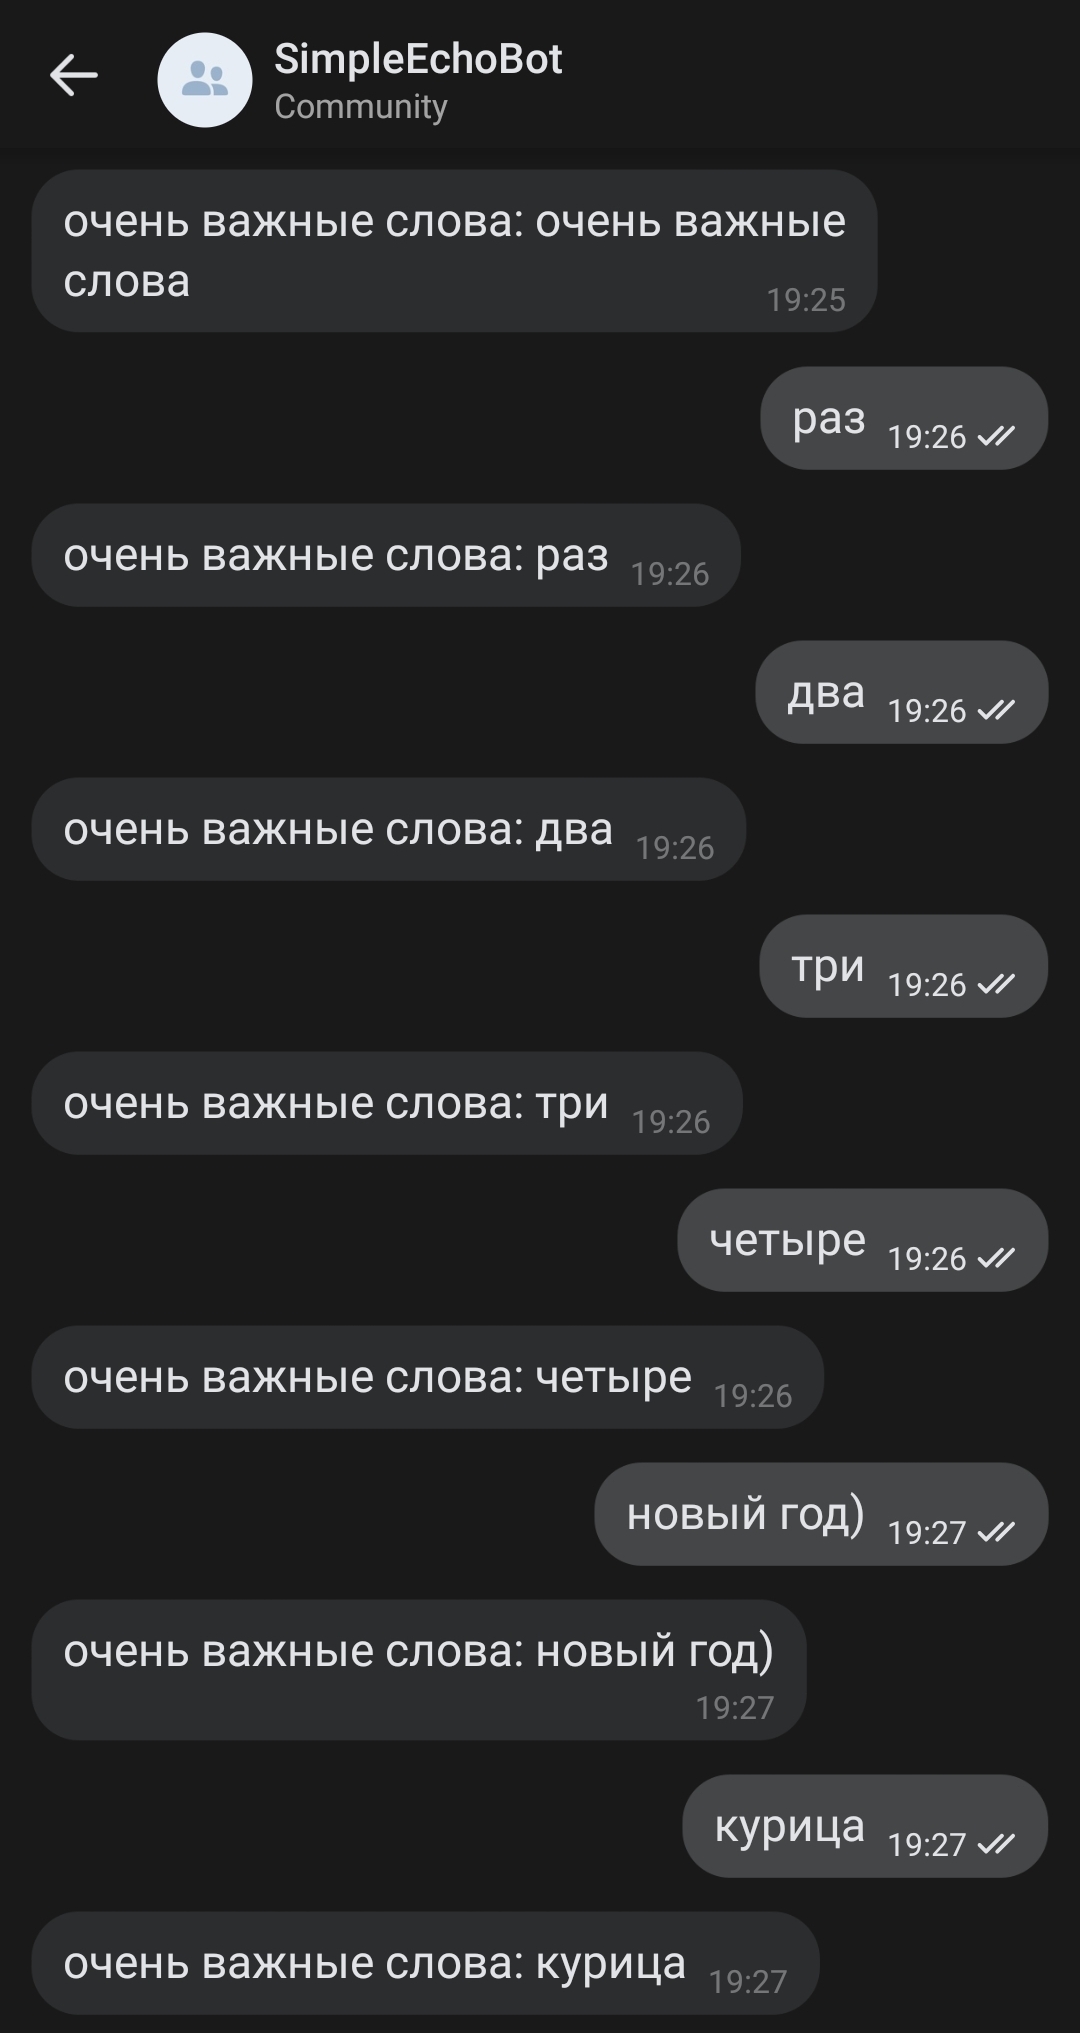 SimpleEchoBot
Community
очень важные слова: очень важные
слова
19:25
раз 19:26
очень важные слова: раз 19:26
два 19:26
очень важные слова: два 19:26
три 19:26
очень важные слова: три 19:26
четыре 19:26
очень важные слова: четыре 19:26
новый год) 19:27
очень важные слова: новый год)
19:27
курица 19:27
очень важные слова: курица 19:27